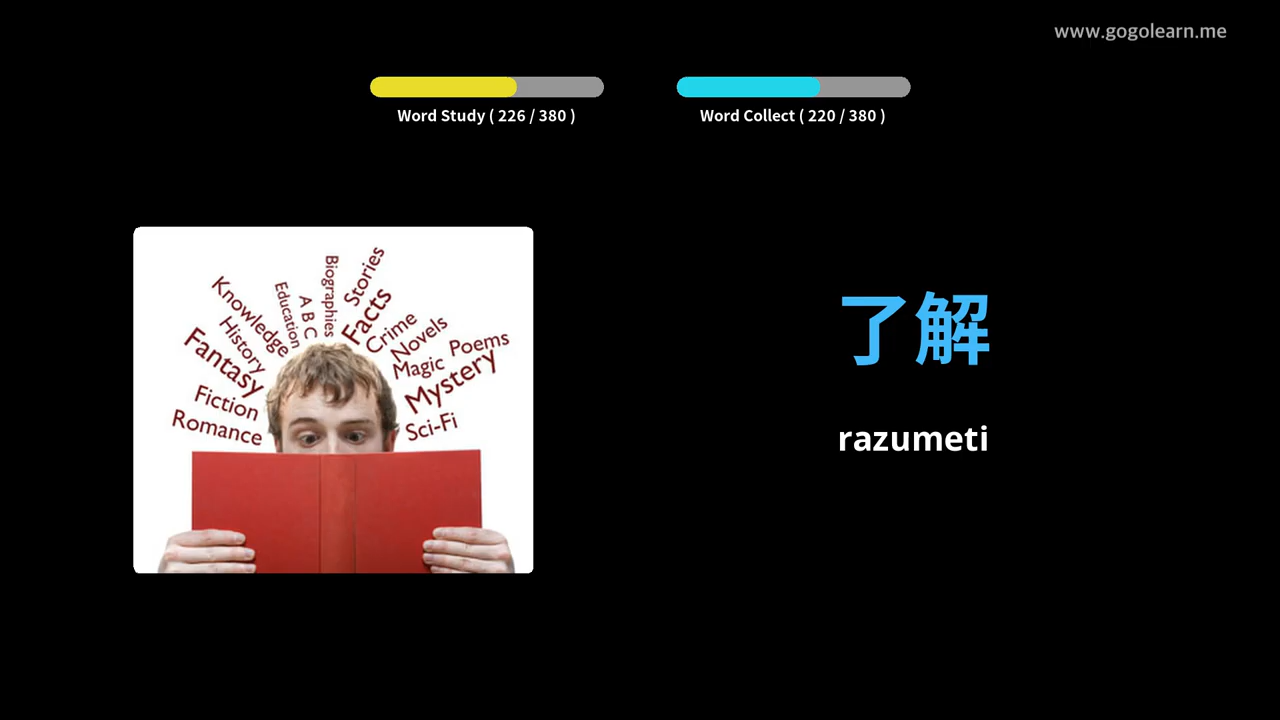 www.gogolearn.me
Word Study ( 226 / 380 )
Word Collect ( 220 / 380 )
Knowledge
History
Fantasy
Fiction
Romance
Education
A B C
Biographies
Stories
Facts
Crime
Novels
Magic
Poems
Mystery
Sci-Fi
了解
razumeti